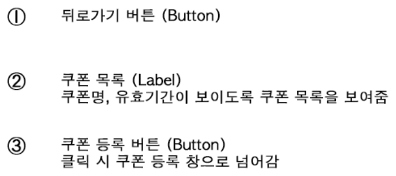 ① 뒤로가기 버튼 (Button)
② 쿠폰 목록 (Label)
쿠폰명, 유효기간이 보이도록 쿠폰 목록을 보여줌
③ 쿠폰 등록 버튼 (Button)
클릭 시 쿠폰 등록 창으로 넘어감